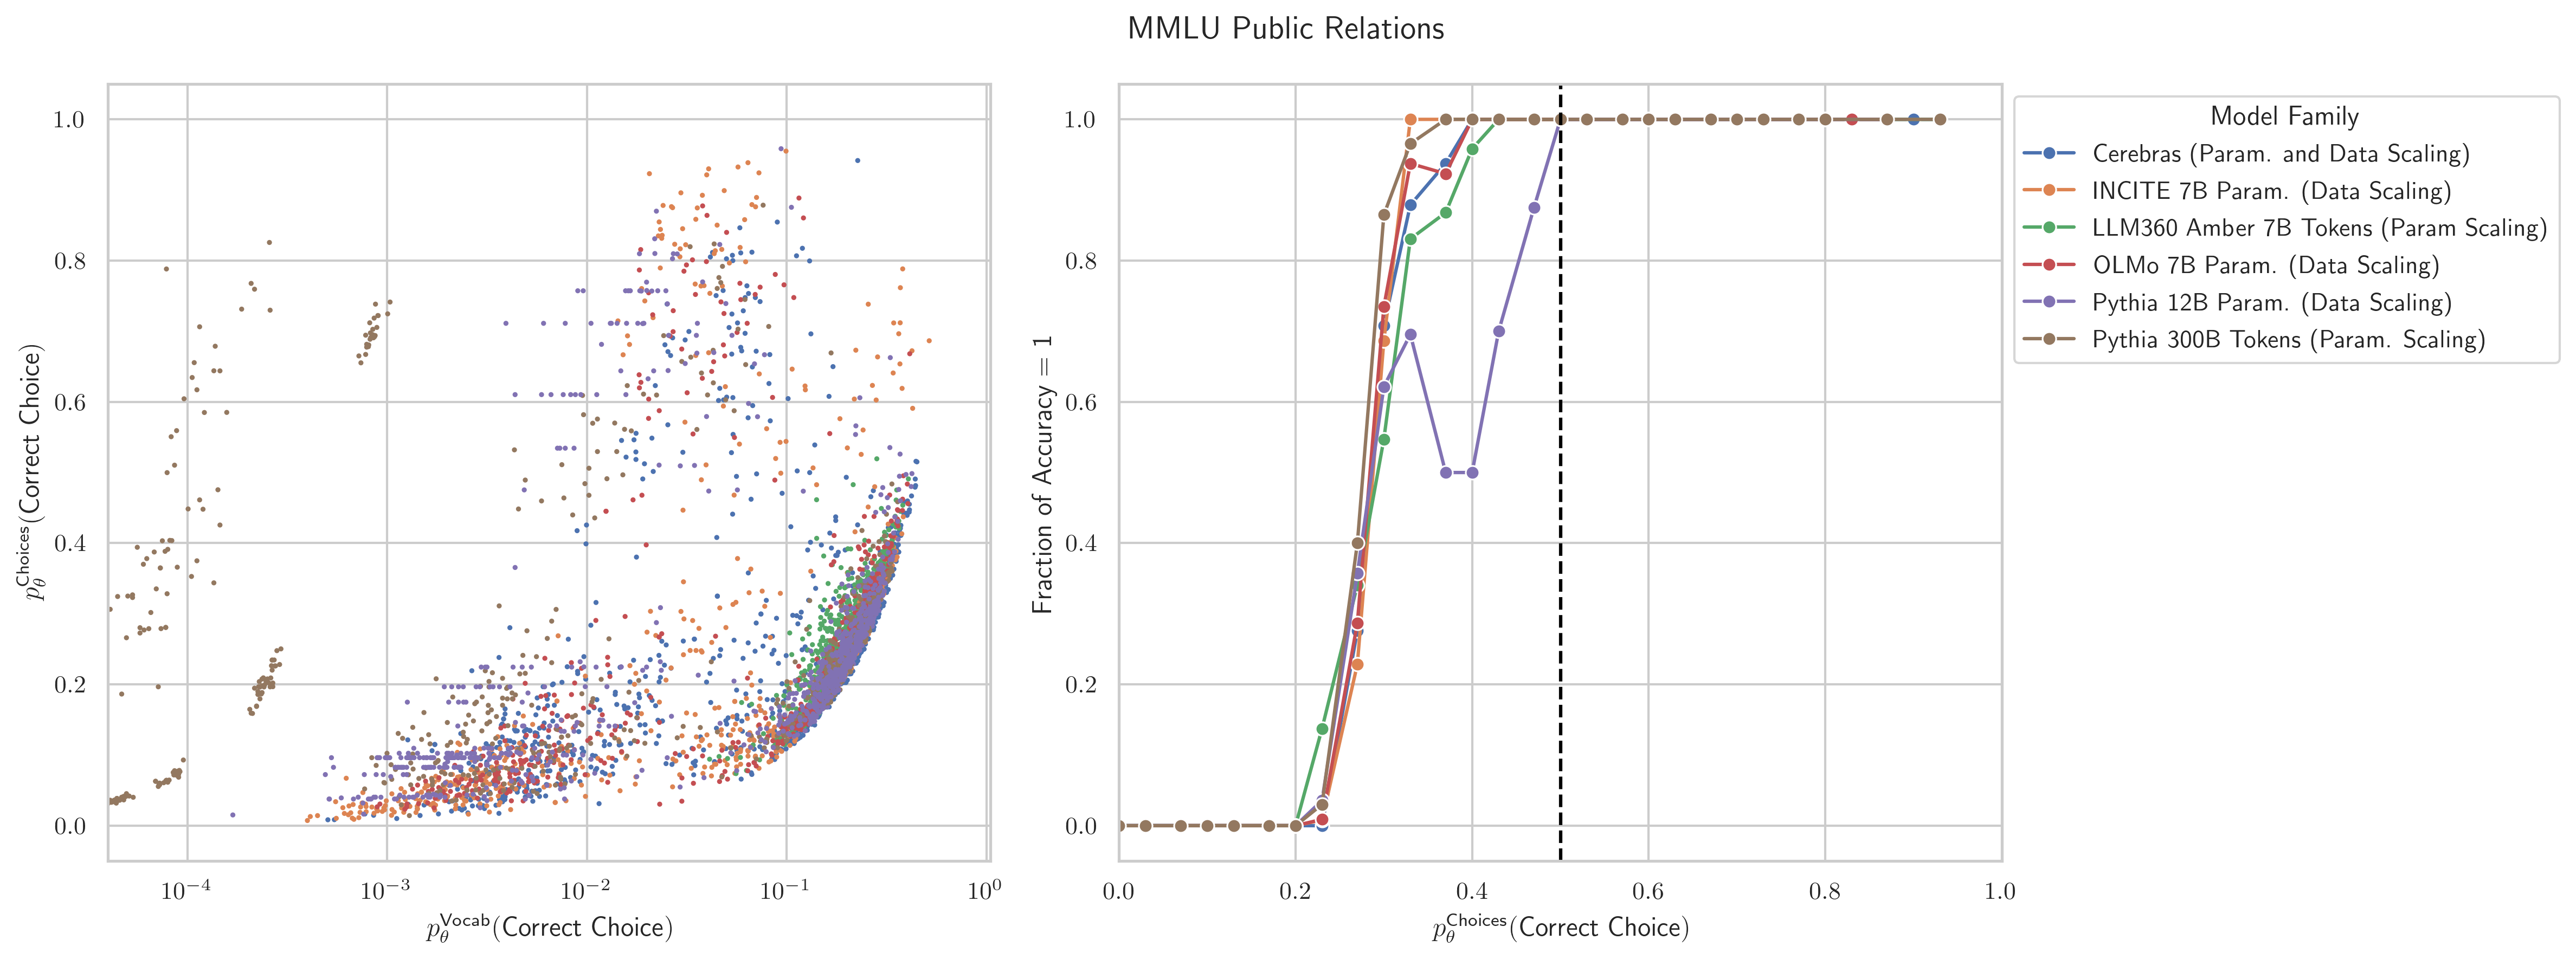 MMLU Public Relations
1.0
0.8
0.6
0.4
0.2
0.0
p_θ^Choices(Correct Choice)
10^−4
10^−3
10^−2
10^−1
10^0
p_θ^Vocab(Correct Choice)
1.0
0.8
0.6
0.4
0.2
0.0
Fraction of Accuracy = 1
0.0
0.2
0.4
0.6
0.8
1.0
p_θ^Choices(Correct Choice)
Model Family
Cerebras (Param. and Data Scaling)
INCITE 7B Param. (Data Scaling)
LLM360 Amber 7B Tokens (Param Scaling)
OLMo 7B Param. (Data Scaling)
Pythia 12B Param. (Data Scaling)
Pythia 300B Tokens (Param. Scaling)